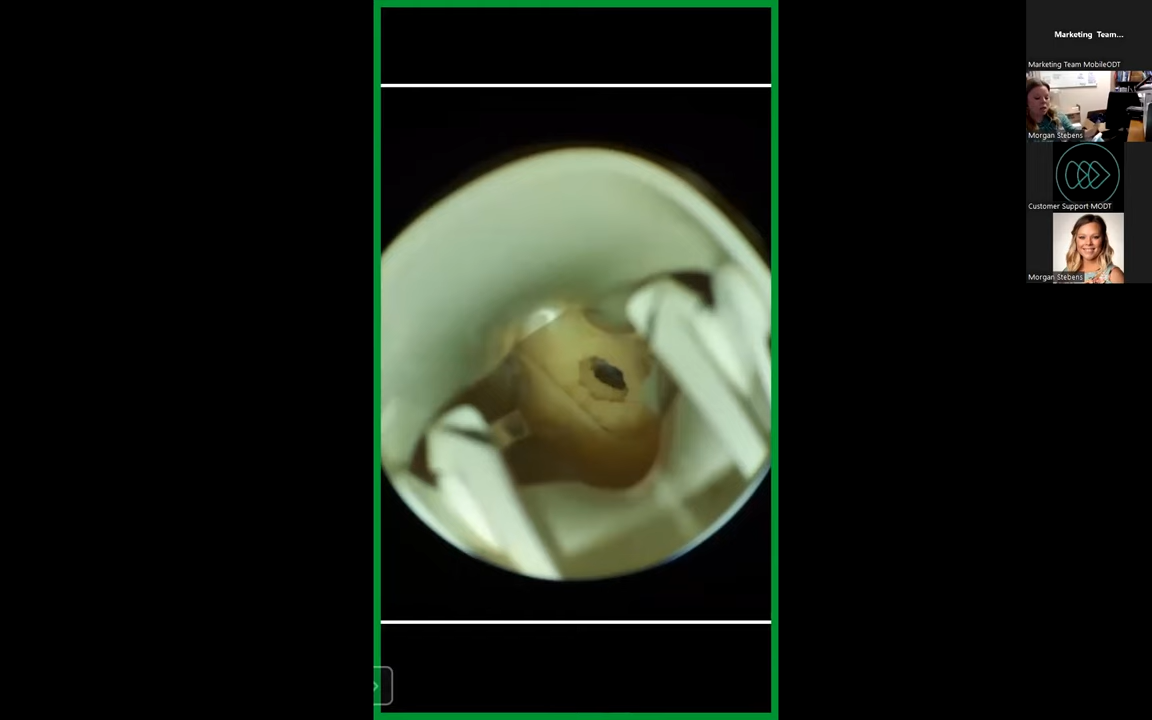 Marketing Team...
Marketing Team MobileODT
Morgan Stebens
Customer Support MODT
Morgan Stebens